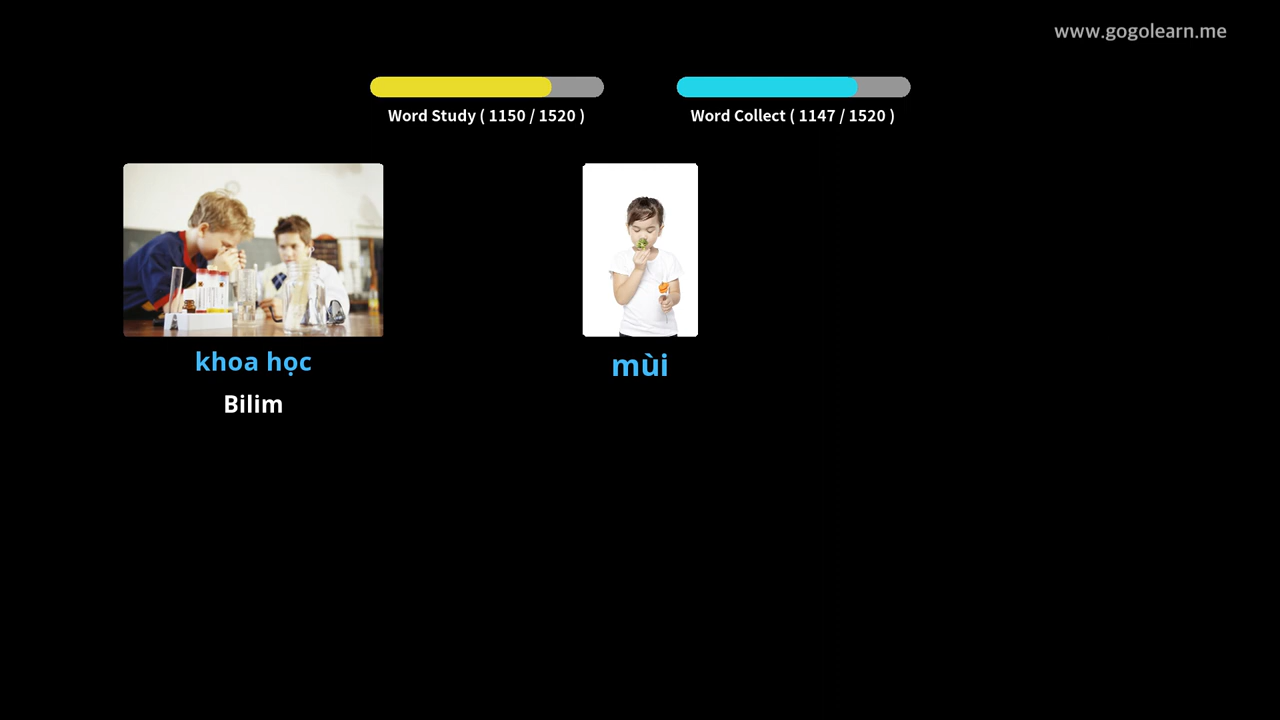 www.gogolearn.me
Word Study ( 1150 / 1520 )
Word Collect ( 1147 / 1520 )
khoa học
Bilim
mùi